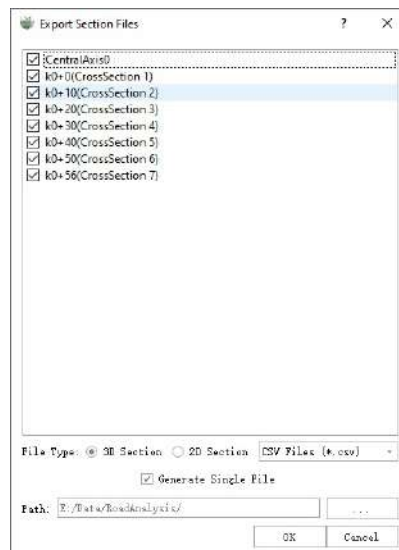 Export Section Files ? ×
CentralAxis0
k0+0(CrossSection 1)
k0+10(CrossSection 2)
k0+20(CrossSection 3)
k0+30(CrossSection 4)
k0+40(CrossSection 5)
k0+50(CrossSection 6)
k0+56(CrossSection 7)
File Type: 3D Section 2D Section CSV Files (*.csv)
Generate Single File
Path: E:/Data/RoadAnalysis/ ...
OK Cancel